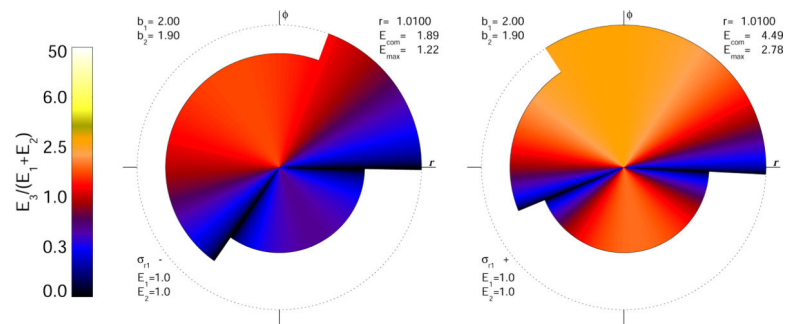 E3/(E1+E2)
50
6.0
2.5
1.0
0.3
0.0
b1= 2.00
b2= 1.90
ϕ
r= 1.0100
Ecom= 1.89
Emax= 1.22
r
σr1 -
E1=1.0
E2=1.0
b1= 2.00
b2= 1.90
ϕ
r= 1.0100
Ecom= 4.49
Emax= 2.78
r
σr1 +
E1=1.0
E2=1.0